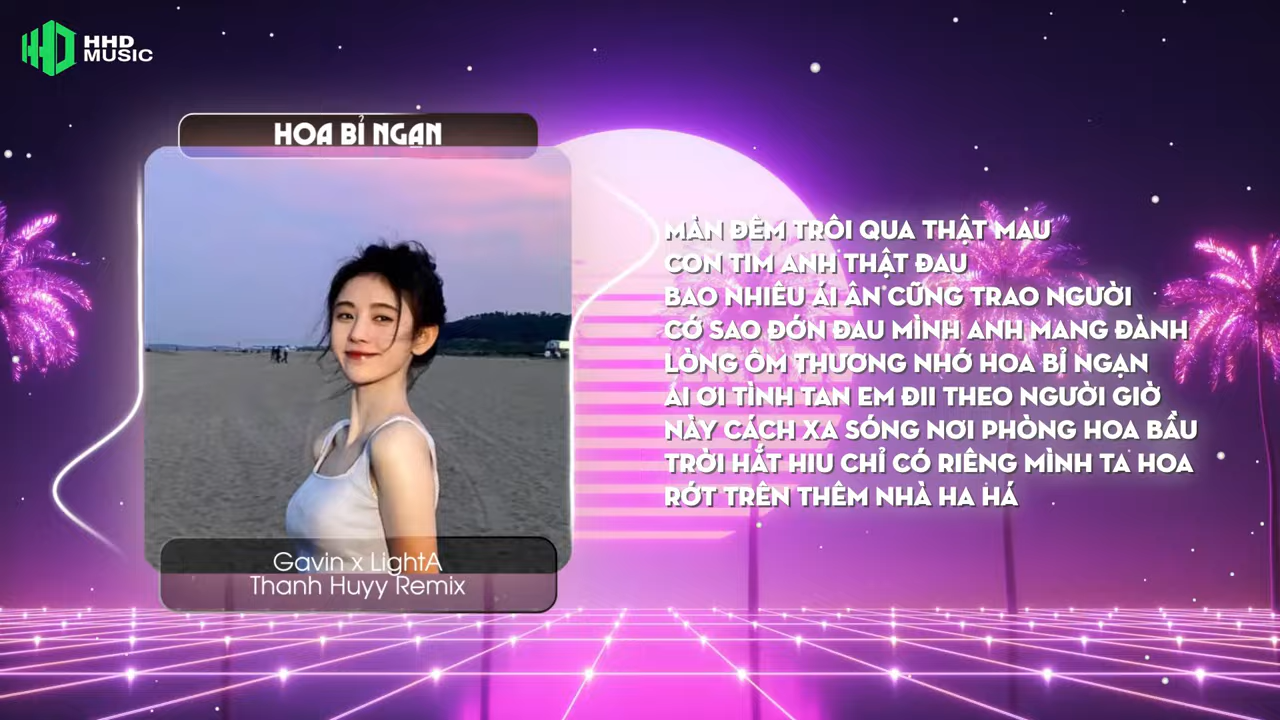 HHD
MUSIC
HOA BỈ NGẠN
MÀN ĐÊM TRÔI QUA THẬT MAU
CON TIM ANH THẬT ĐAU
BAO NHIÊU ÁI ÂN CŨNG TRAO NGƯỜI
CỚ SAO ĐỚN ĐAU MÌNH ANH MANG ĐÀNH
LÒNG ÔM THƯƠNG NHỚ HOA BỈ NGẠN
ÁI ƠI TÌNH TAN EM ĐII THEO NGƯỜI GIỜ
NÀY CÁCH XA SÓNG NƠI PHÒNG HOA BẦU
TRỜI HẮT HIU CHỈ CÓ RIÊNG MÌNH TA HOA
RỚT TRÊN THÊM NHÀ HA HÁ
Gavin x LightA
Thanh Huyy Remix